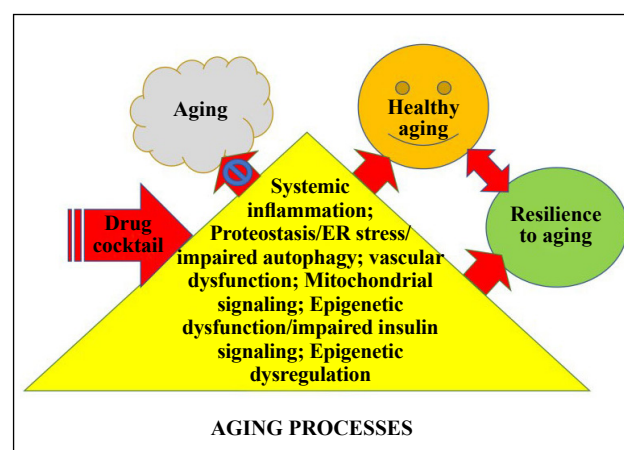 Aging
Healthy
aging
Drug
cocktail
Systemic
inflammation;
Proteostasis/ER stress/
impaired autophagy; vascular
dysfunction; Mitochondrial
signaling; Epigenetic
dysfunction/impaired insulin
signaling; Epigenetic
dysregulation
Resilience
to aging
AGING PROCESSES